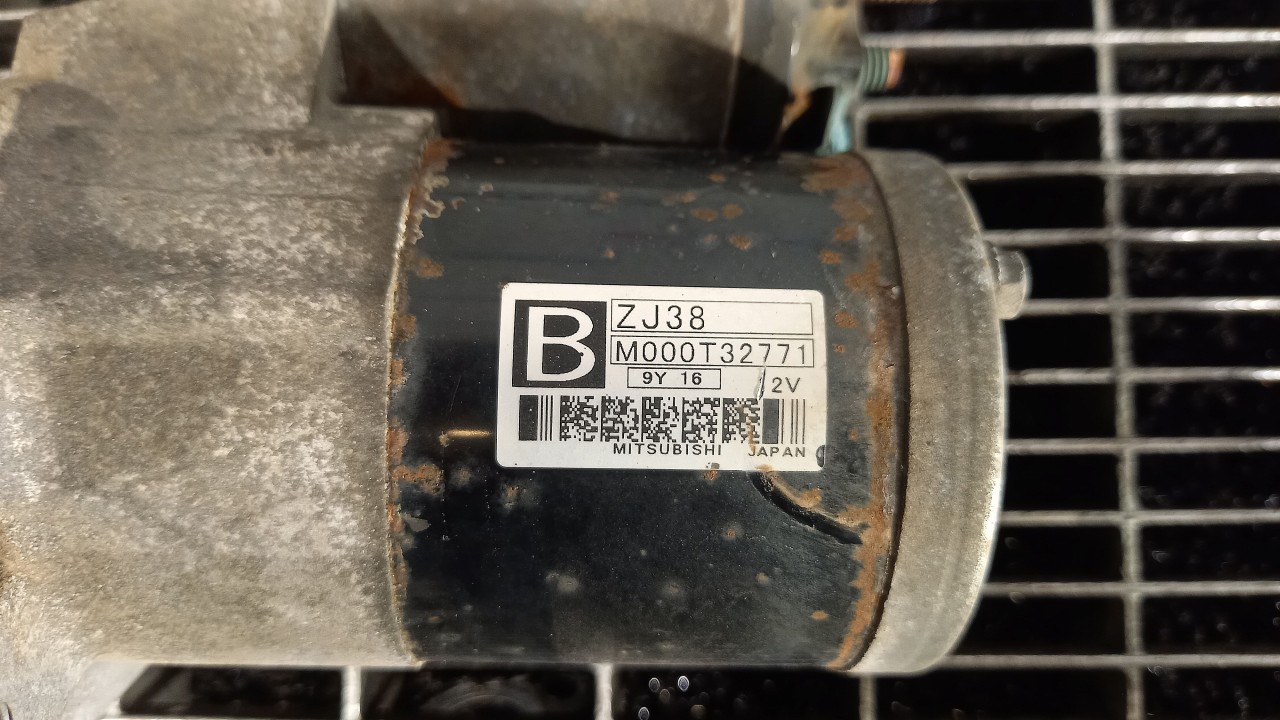 B
ZJ38
M000T32771
9Y 16
12V
MITSUBISHI JAPAN